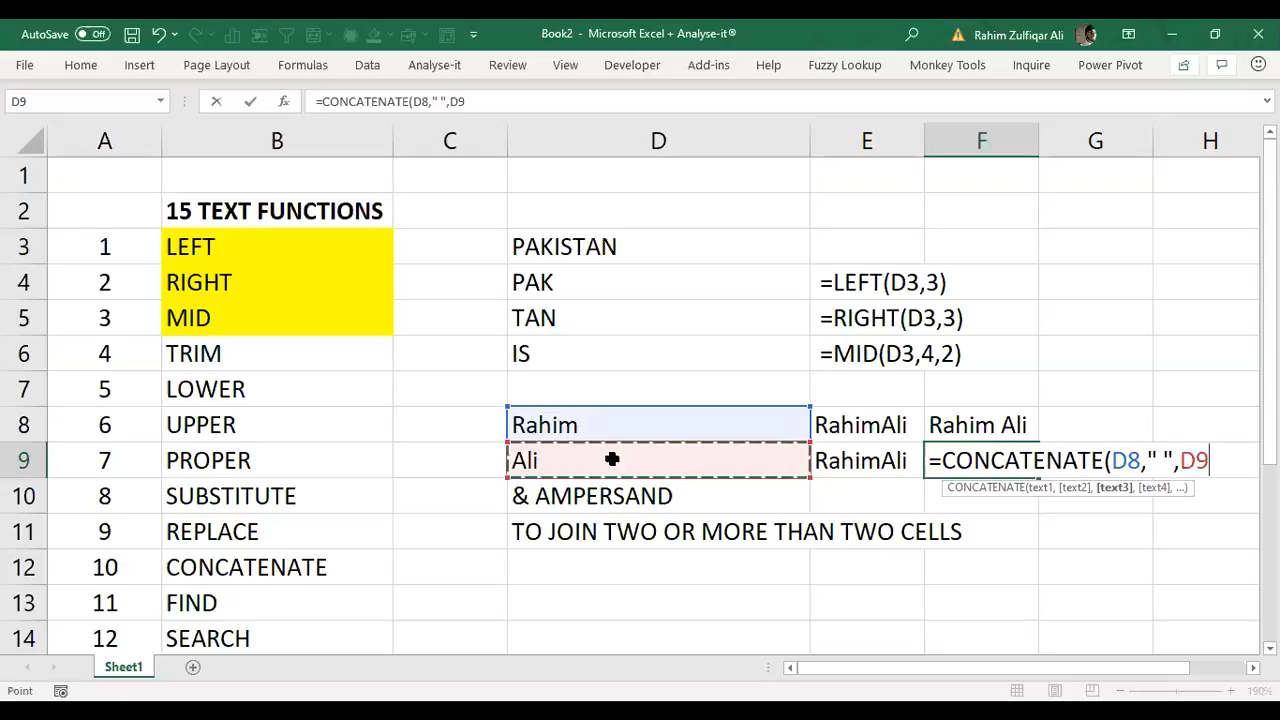 AutoSave Off Book2 - Microsoft Excel + Analyse-it® Rahim Zulfiqar Ali
File Home Insert Page Layout Formulas Data Analyse-it Review View Developer Add-ins Help Fuzzy Lookup Monkey Tools Inquire Power Pivot
D9 fx =CONCATENATE(D8," ",D9
A B C D E F G H
1
2 15 TEXT FUNCTIONS
3 1 LEFT PAKISTAN
4 2 RIGHT PAK =LEFT(D3,3)
5 3 MID TAN =RIGHT(D3,3)
6 4 TRIM IS =MID(D3,4,2)
7 5 LOWER
8 6 UPPER Rahim RahimAli Rahim Ali
9 7 PROPER Ali RahimAli =CONCATENATE(D8," ",D9
CONCATENATE(text1, [text2], [text3], [text4], ...)
10 8 SUBSTITUTE & AMPERSAND
11 9 REPLACE TO JOIN TWO OR MORE THAN TWO CELLS
12 10 CONCATENATE
13 11 FIND
14 12 SEARCH
Sheet1
Point 190%